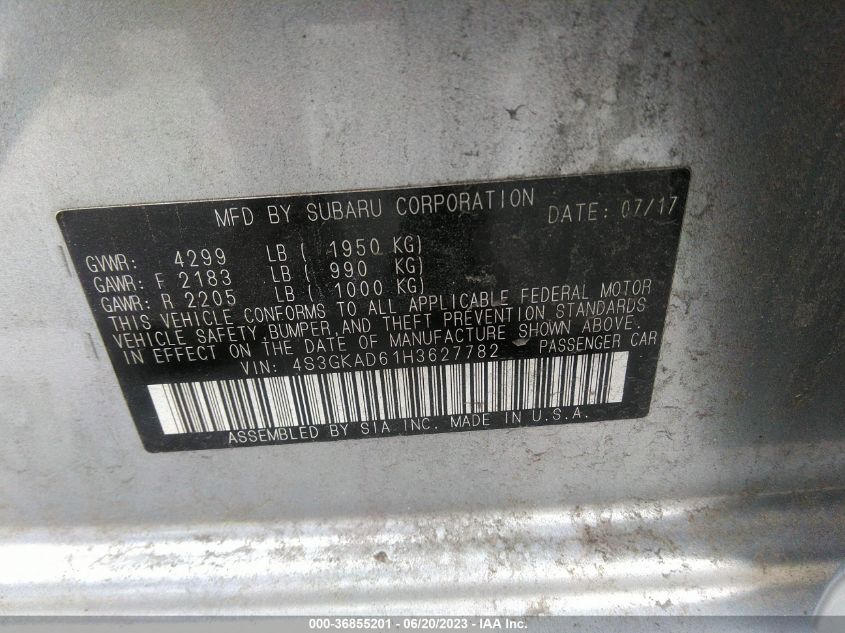 MFD BY SUBARU CORPORATION DATE: 07/17
GVWR: 4299 LB ( 1950 KG)
GAWR: F 2183 LB ( 990 KG)
GAWR: R 2205 LB ( 1000 KG)
THIS VEHICLE CONFORMS TO ALL APPLICABLE FEDERAL MOTOR
VEHICLE SAFETY, BUMPER, AND THEFT PREVENTION STANDARDS
IN EFFECT ON THE DATE OF MANUFACTURE SHOWN ABOVE.
VIN: 4S3GKAD61H3627782 PASSENGER CAR
ASSEMBLED BY SIA INC. MADE IN U.S.A.
000-36855201 - 06/20/2023 - IAA Inc.